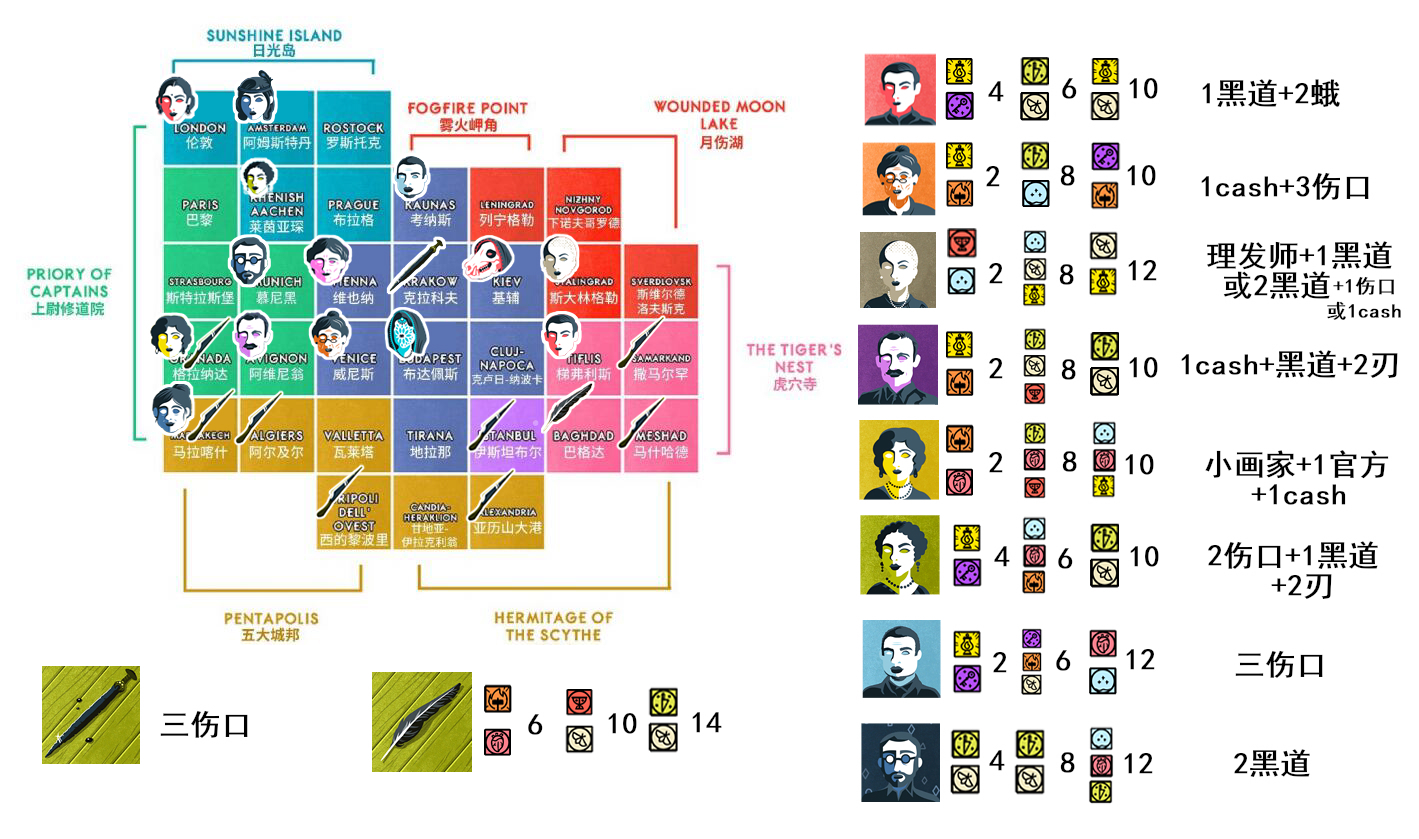 SUNSHINE ISLAND
日光岛
FOGFIRE POINT
雾火岬角
WOUNDED MOON
LAKE
月伤湖
PRIORY OF
CAPTAINS
上尉修道院
THE TIGER'S
NEST
虎穴寺
PENTAPOLIS
五大城邦
HERMITAGE OF
THE SCYTHE
LONDON
伦敦
AMSTERDAM
阿姆斯特丹
ROSTOCK
罗斯托克
PARIS
巴黎
RHENISH
AACHEN
莱茵亚琛
PRAGUE
布拉格
KAUNAS
考纳斯
LENINGRAD
列宁格勒
NIZHNY
NOVGOROD
下诺夫哥罗德
STRASBOURG
斯特拉斯堡
UNICH
慕尼黑
ENNA
维也纳
RAKOW
克拉科夫
KIEV
基辅
ALINGRAD
斯大林格勒
SVERDLOVSK
斯维尔德
洛夫斯克
G NADA
格拉纳达
VIGNON
阿维尼翁
ENICE
威尼斯
DAPEST
布达佩斯
CLUJ-
NAPOCA
克卢日-纳波卡
TIFLIS
梯弗利斯
SAMARKAND
撒马尔罕
MARRAKECH
马拉喀什
ALGIERS
阿尔及尔
VALLETTA
瓦莱塔
TIRANA
地拉那
STANBUL
伊斯坦布尔
BAGHDAD
巴格达
MESHAD
马什哈德
RIPOLI
DELL'
OVEST
西的黎波里
CANDIA-
HERAKLION
甘地亚-
伊拉克利翁
LEXANDRIA
亚历山大港
三伤口
6 10 14
4 6 10 1黑道+2蛾
2 8 10 1cash+3伤口
2 8 12 理发师+1黑道
或2黑道+1伤口
或1cash
2 8 10 1cash+黑道+2刃
2 8 10 小画家+1官方
+1cash
4 6 10 2伤口+1黑道
+2刃
2 6 12 三伤口
4 8 12 2黑道